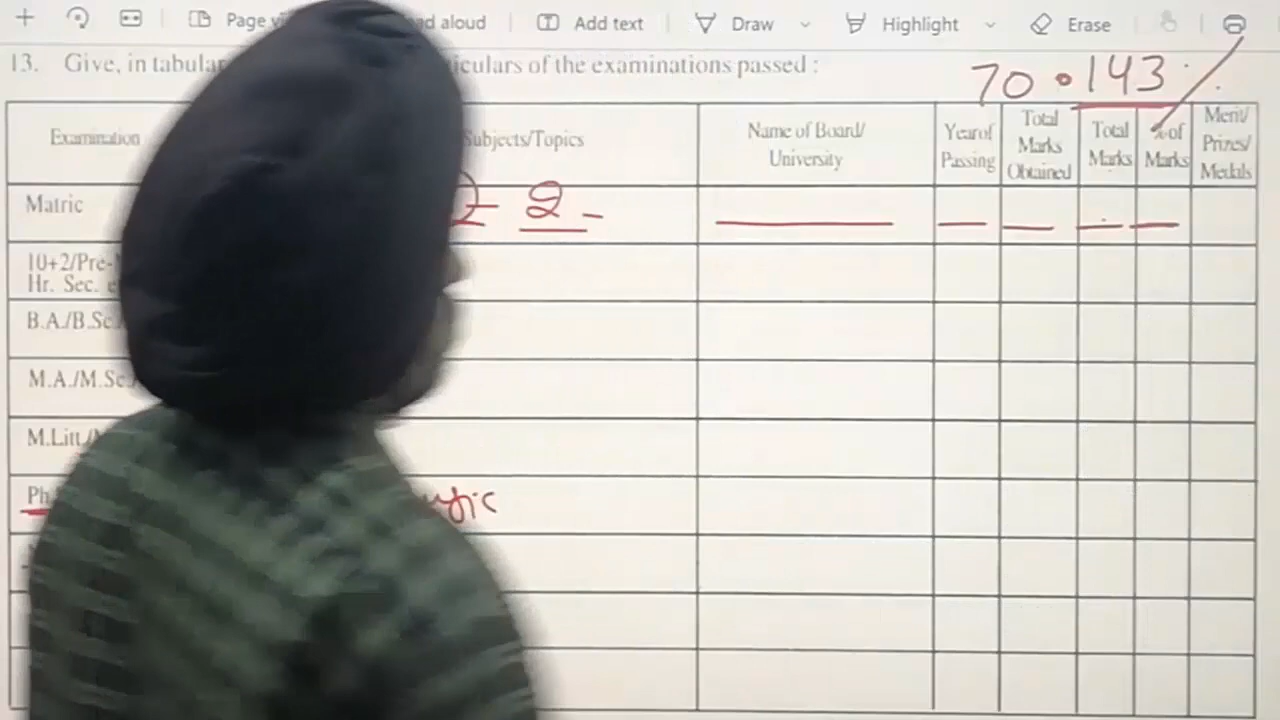 Page ad aloud Add text Draw Highlight Erase
13. Give, in tabular iculars of the examinations passed :
70.143 %
Examination Subjects/Topics Name of Board/ University Year of Passing Total Marks Obtained Total Marks % of Marks Merit/ Prizes/ Medals
Matric 2 -
10+2/Pre-
Hr. Sec.
B.A./B.Sc.
M.A./M.Sc.
M.Litt./
Ph